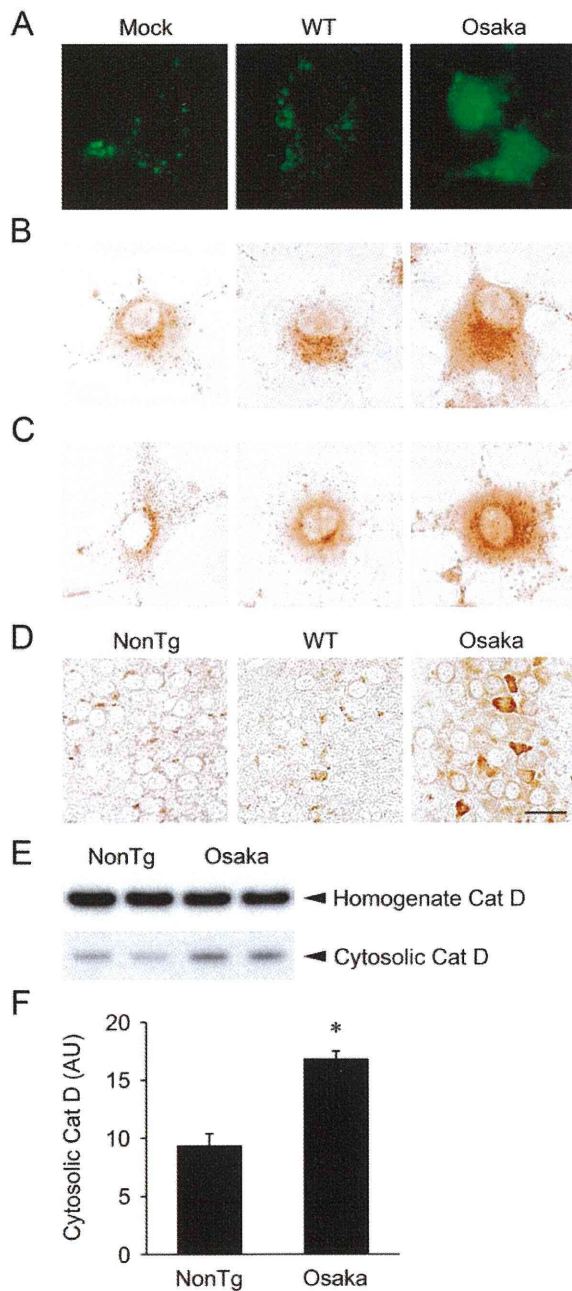 A
Mock WT Osaka
B
C
D
NonTg WT Osaka
E
NonTg Osaka
Homogenate Cat D
Cytosolic Cat D
F
Cytosolic Cat D (AU)
20
15
10
5
0
*
NonTg Osaka